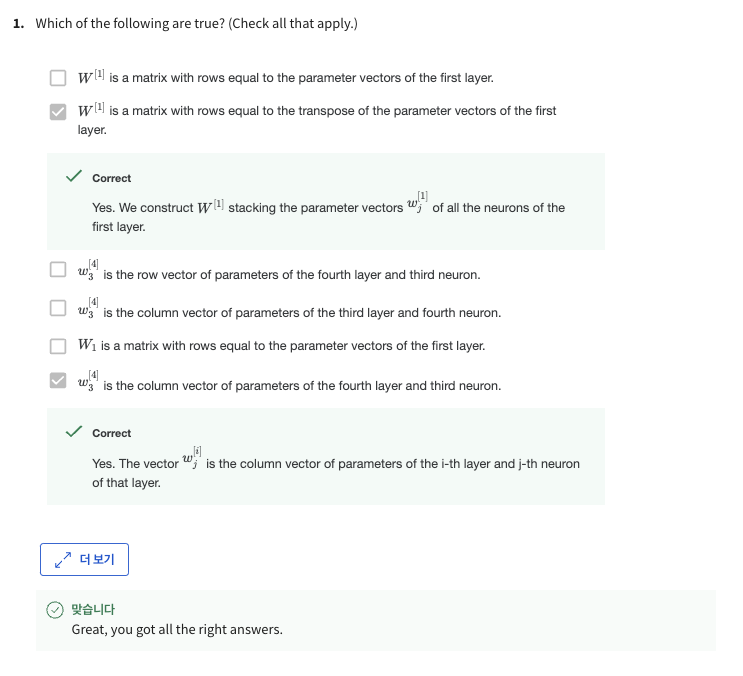 1. Which of the following are true? (Check all that apply.)
W^[1] is a matrix with rows equal to the parameter vectors of the first layer.
W^[1] is a matrix with rows equal to the transpose of the parameter vectors of the first
layer.
Correct
Yes. We construct W^[1] stacking the parameter vectors w_j^[1] of all the neurons of the
first layer.
w_3^[4] is the row vector of parameters of the fourth layer and third neuron.
w_3^[4] is the column vector of parameters of the third layer and fourth neuron.
W_1 is a matrix with rows equal to the parameter vectors of the first layer.
w_3^[4] is the column vector of parameters of the fourth layer and third neuron.
Correct
Yes. The vector w_j^[i] is the column vector of parameters of the i-th layer and j-th neuron
of that layer.
더 보기
맞습니다
Great, you got all the right answers.